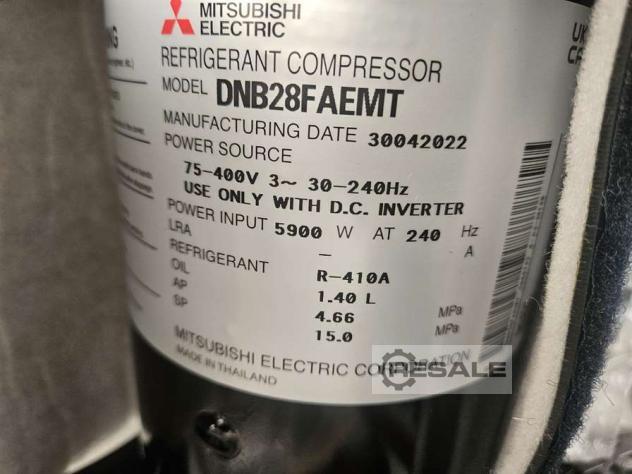 MITSUBISHI
ELECTRIC
REFRIGERANT COMPRESSOR
MODEL DNB28FAEMT
MANUFACTURING DATE 30042022
POWER SOURCE
75-400V 3~ 30-240Hz
USE ONLY WITH D.C. INVERTER
POWER INPUT 5900 W AT 240 Hz
LRA – A
REFRIGERANT R-410A
OIL 1.40 L
AP 4.66 MPa
SP 15.0 MPa
MITSUBISHI ELECTRIC CORPORATION
MADE IN THAILAND
RESALE
UK
CA